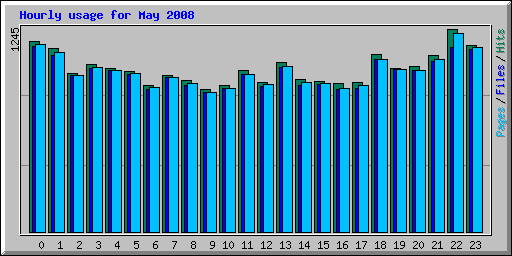 Hourly usage for May 2008
1245
Pages/Files/Hits
0 1 2 3 4 5 6 7 8 9 10 11 12 13 14 15 16 17 18 19 20 21 22 23